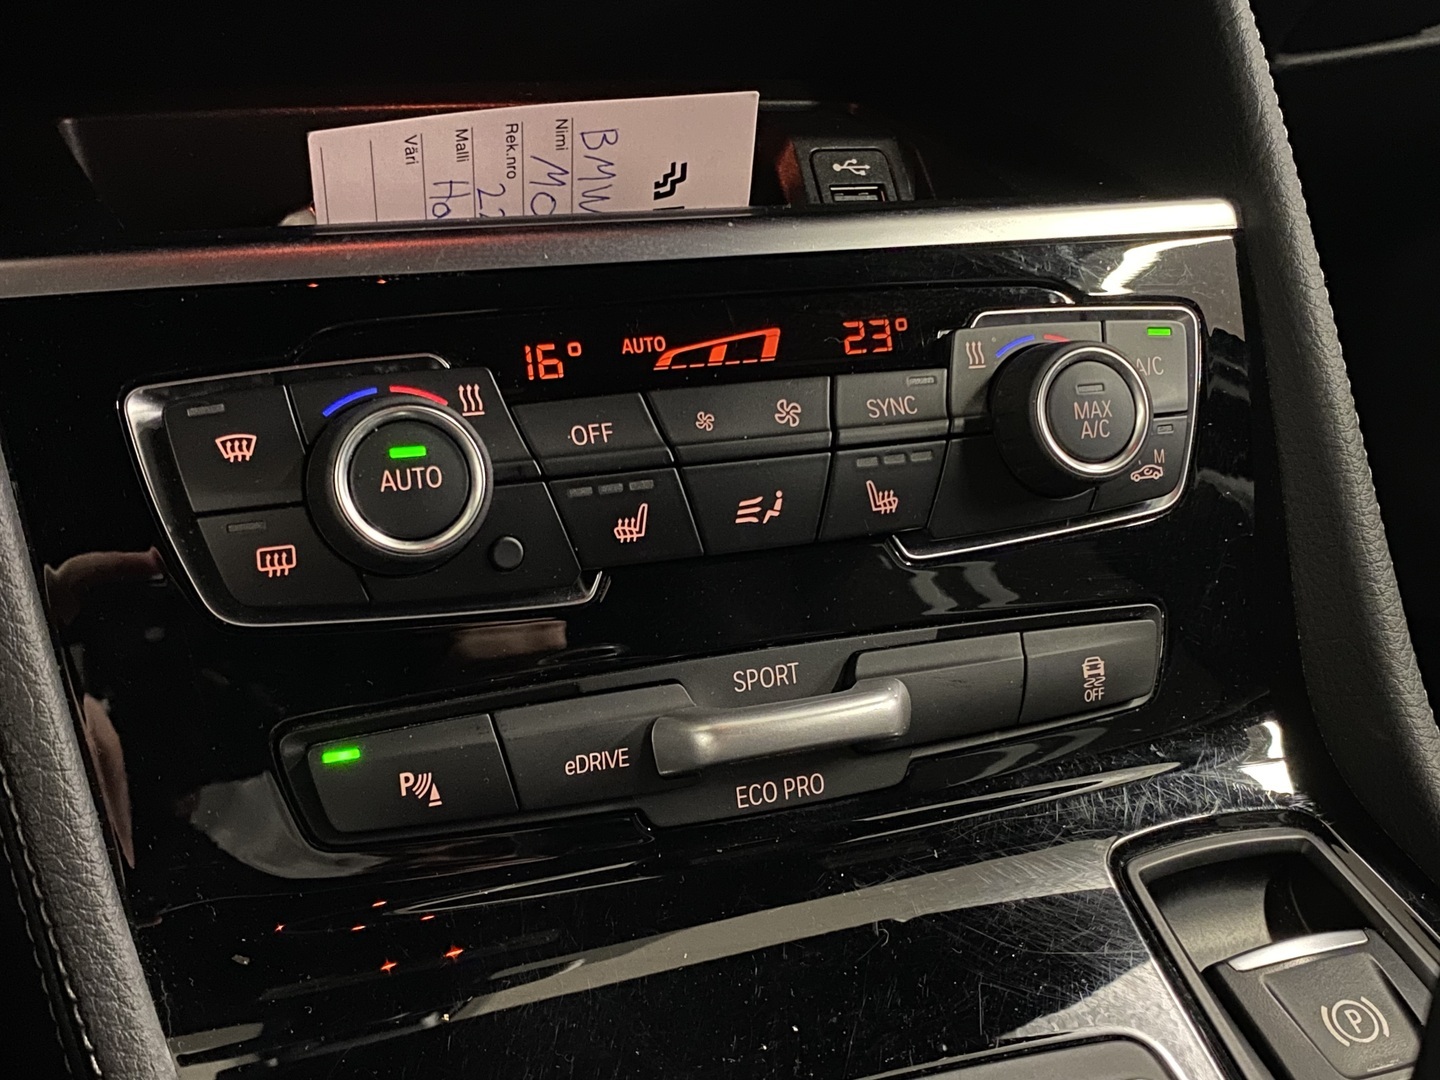 BMW
Nimi
Rek.nro
Malli
Väri
16°
AUTO
23°
A/C
OFF
SYNC
MAX
A/C
AUTO
M
SPORT
OFF
P
eDRIVE
ECO PRO
P